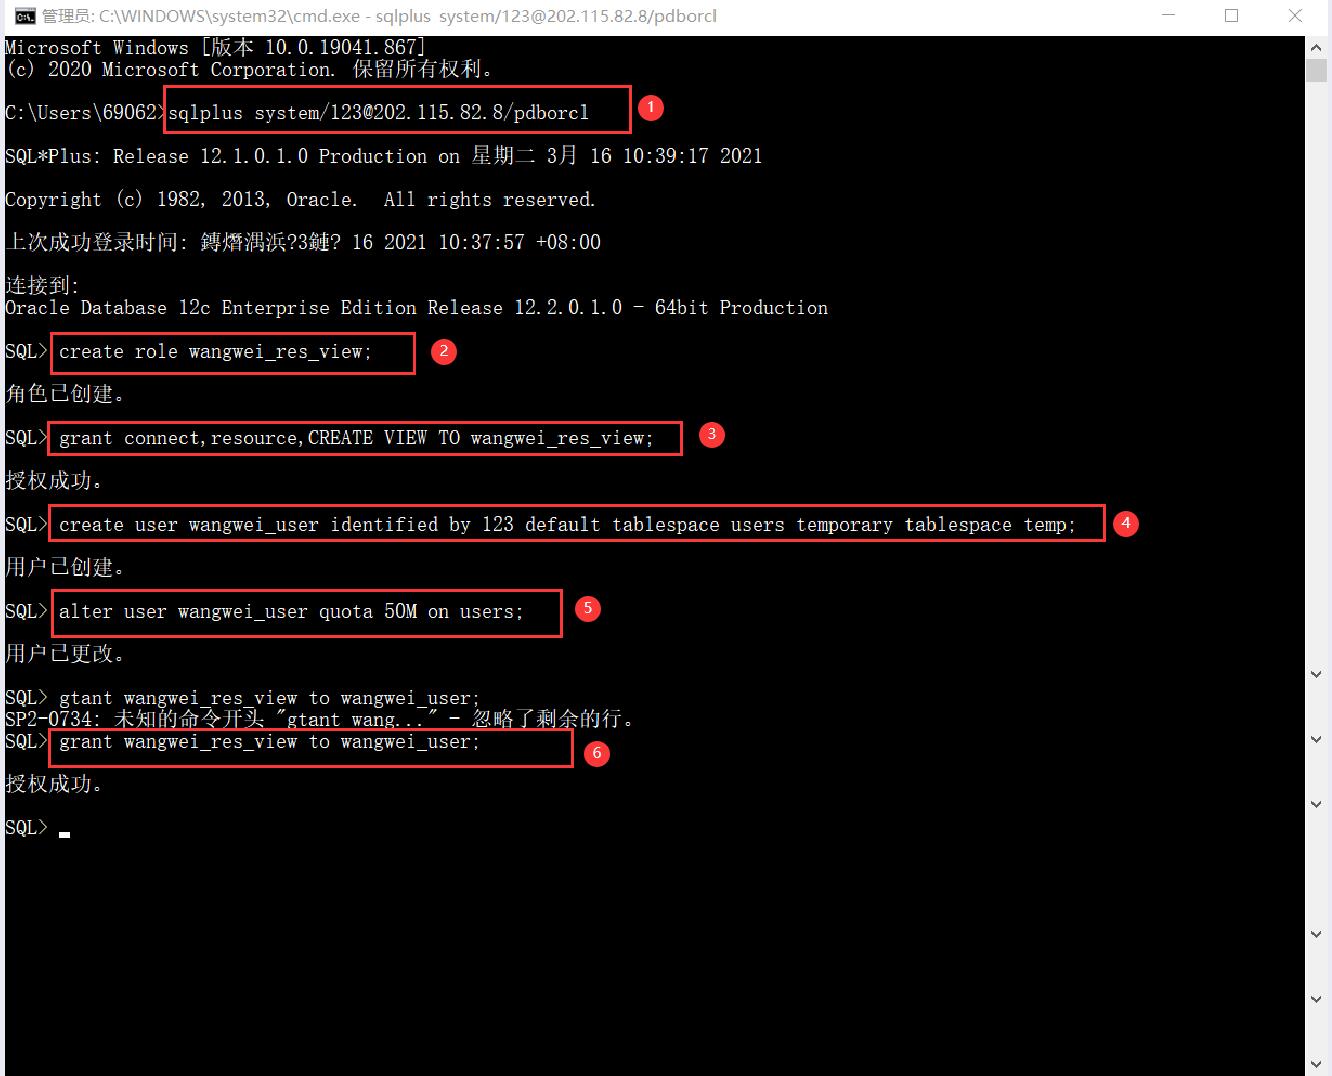 管理员: C:\WINDOWS\system32\cmd.exe - sqlplus system/123@202.115.82.8/pdborcl
Microsoft Windows [版本 10.0.19041.867]
(c) 2020 Microsoft Corporation. 保留所有权利。
C:\Users\69062>sqlplus system/123@202.115.82.8/pdborcl 1
SQL*Plus: Release 12.1.0.1.0 Production on 星期二 3月 16 10:39:17 2021
Copyright (c) 1982, 2013, Oracle.  All rights reserved.
上次成功登录时间: 鏄熸湡浜?3鏈? 16 2021 10:37:57 +08:00
连接到:
Oracle Database 12c Enterprise Edition Release 12.2.0.1.0 - 64bit Production
SQL> create role wangwei_res_view; 2
角色已创建。
SQL> grant connect,resource,CREATE VIEW TO wangwei_res_view; 3
授权成功。
SQL> create user wangwei_user identified by 123 default tablespace users temporary tablespace temp; 4
用户已创建。
SQL> alter user wangwei_user quota 50M on users; 5
用户已更改。
SQL> gtant wangwei_res_view to wangwei_user;
SP2-0734: 未知的命令开头 "gtant wang..." - 忽略了剩余的行。
SQL> grant wangwei_res_view to wangwei_user; 6
授权成功。
SQL>